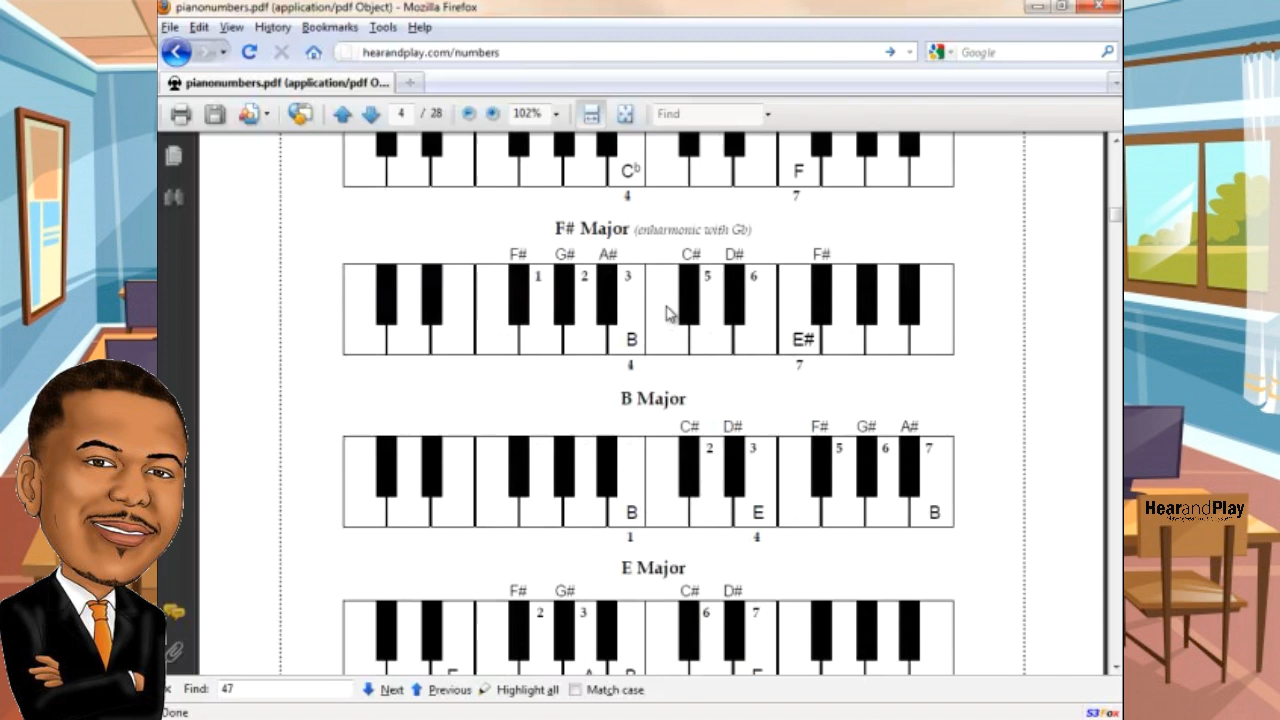 pianonumbers.pdf (application/pdf Object) - Mozilla Firefox
File Edit View History Bookmarks Tools Help
hearandplay.com/numbers
Google
pianonumbers.pdf (application/pdf O...
4 / 28 102% Find
Cb F
4 7
F# Major (enharmonic with Gb)
F# G# A# C# D# F#
1 2 3 5 6
B E#
4 7
B Major
C# D# F# G# A#
2 3 5 6 7
B E B
1 4
E Major
F# G# C# D#
2 3 6 7
HearandPlay
Find: 47 Next Previous Highlight all Match case
Done
S3Fox